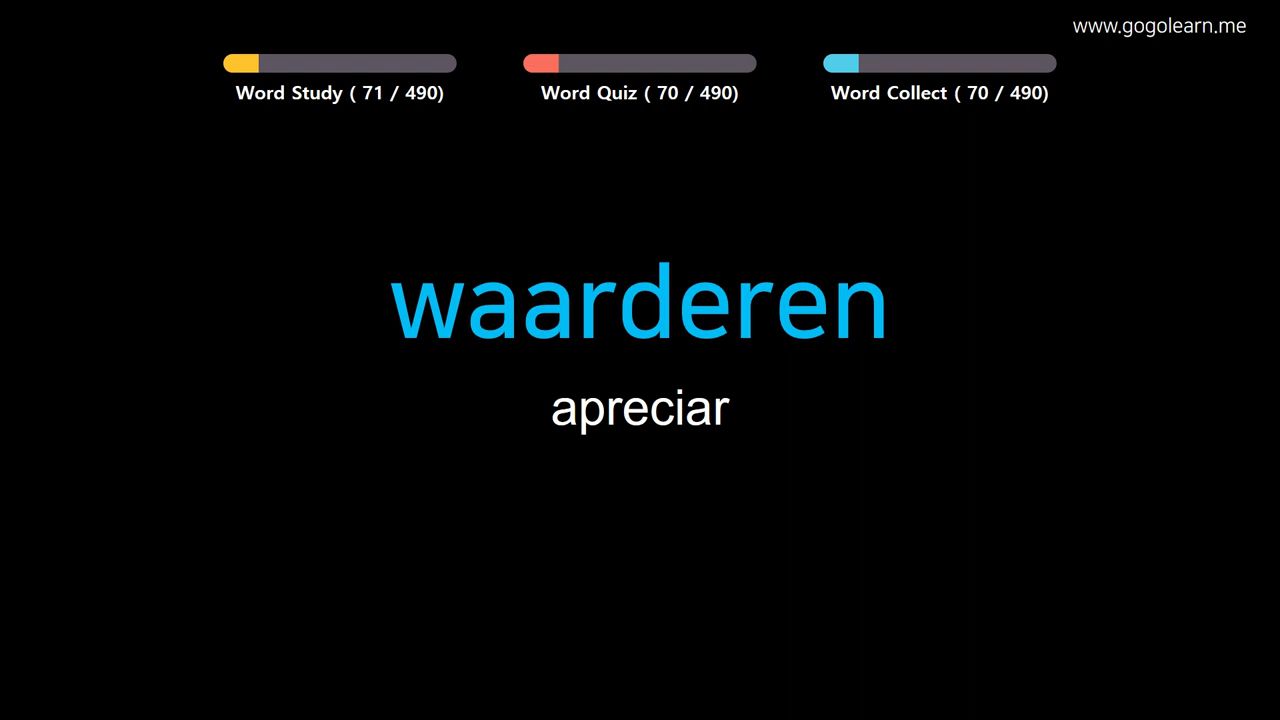 www.gogolearn.me
Word Study ( 71 / 490)
Word Quiz ( 70 / 490)
Word Collect ( 70 / 490)
waarderen
apreciar